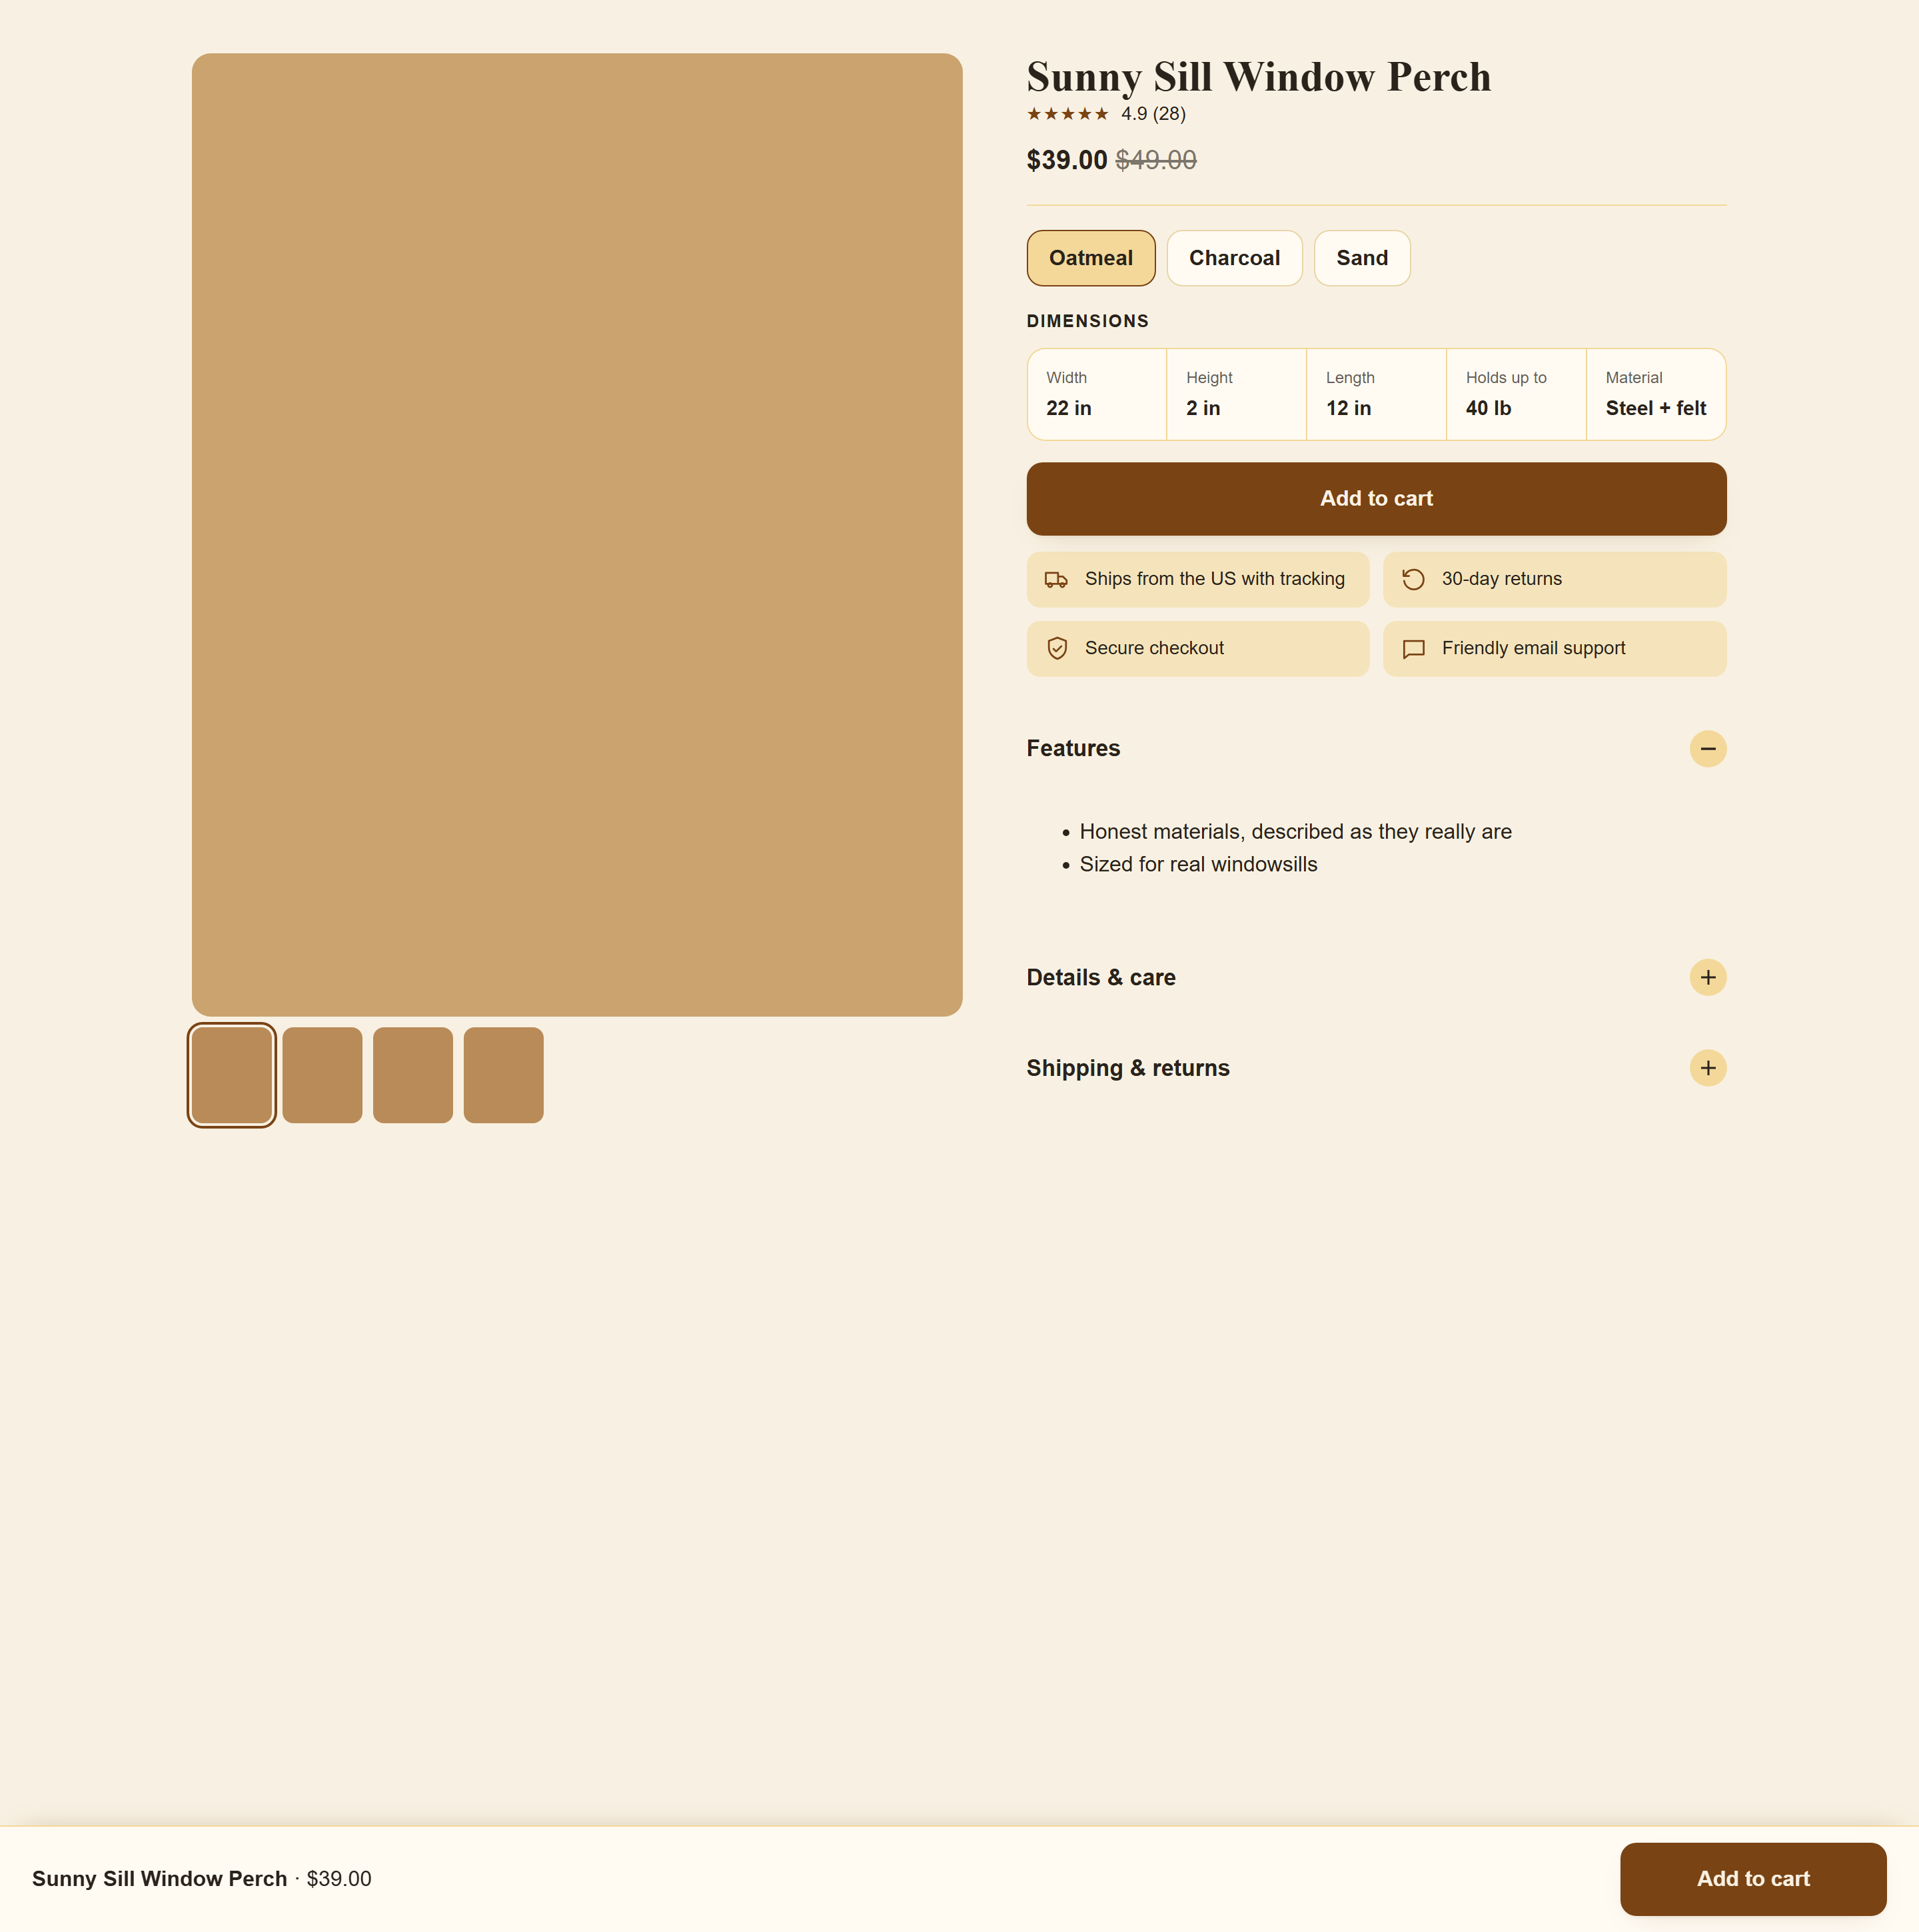 Sunny Sill Window Perch
★★★★★ 4.9 (28)
$39.00 $49.00
Oatmeal Charcoal Sand
DIMENSIONS
Width Height Length Holds up to Material
22 in 2 in 12 in 40 lb Steel + felt
Add to cart
Ships from the US with tracking 30-day returns
Secure checkout Friendly email support
Features
• Honest materials, described as they really are
• Sized for real windowsills
Details & care
Shipping & returns
Sunny Sill Window Perch · $39.00 Add to cart